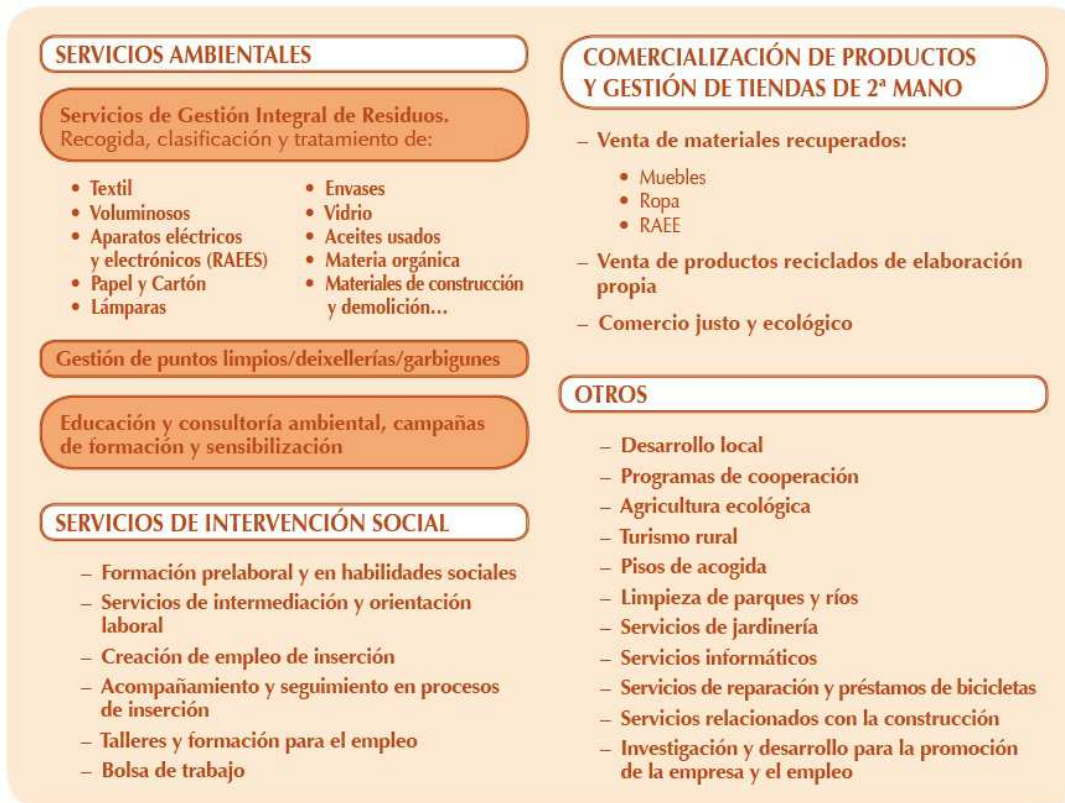 SERVICIOS AMBIENTALES
Servicios de Gestión Integral de Residuos.
Recogida, clasificación y tratamiento de:
• Textil
• Voluminosos
• Aparatos eléctricos
y electrónicos (RAEES)
• Papel y Cartón
• Lámparas
• Envases
• Vidrio
• Aceites usados
• Materia orgánica
• Materiales de construcción
y demolición...
Gestión de puntos limpios/deixellerías/garbigunes
Educación y consultoría ambiental, campañas
de formación y sensibilización
SERVICIOS DE INTERVENCIÓN SOCIAL
– Formación prelaboral y en habilidades sociales
– Servicios de intermediación y orientación
laboral
– Creación de empleo de inserción
– Acompañamiento y seguimiento en procesos
de inserción
– Talleres y formación para el empleo
– Bolsa de trabajo
COMERCIALIZACIÓN DE PRODUCTOS
Y GESTIÓN DE TIENDAS DE 2ª MANO
– Venta de materiales recuperados:
• Muebles
• Ropa
• RAEE
– Venta de productos reciclados de elaboración
propia
– Comercio justo y ecológico
OTROS
– Desarrollo local
– Programas de cooperación
– Agricultura ecológica
– Turismo rural
– Pisos de acogida
– Limpieza de parques y ríos
– Servicios de jardinería
– Servicios informáticos
– Servicios de reparación y préstamos de bicicletas
– Servicios relacionados con la construcción
– Investigación y desarrollo para la promoción
de la empresa y el empleo